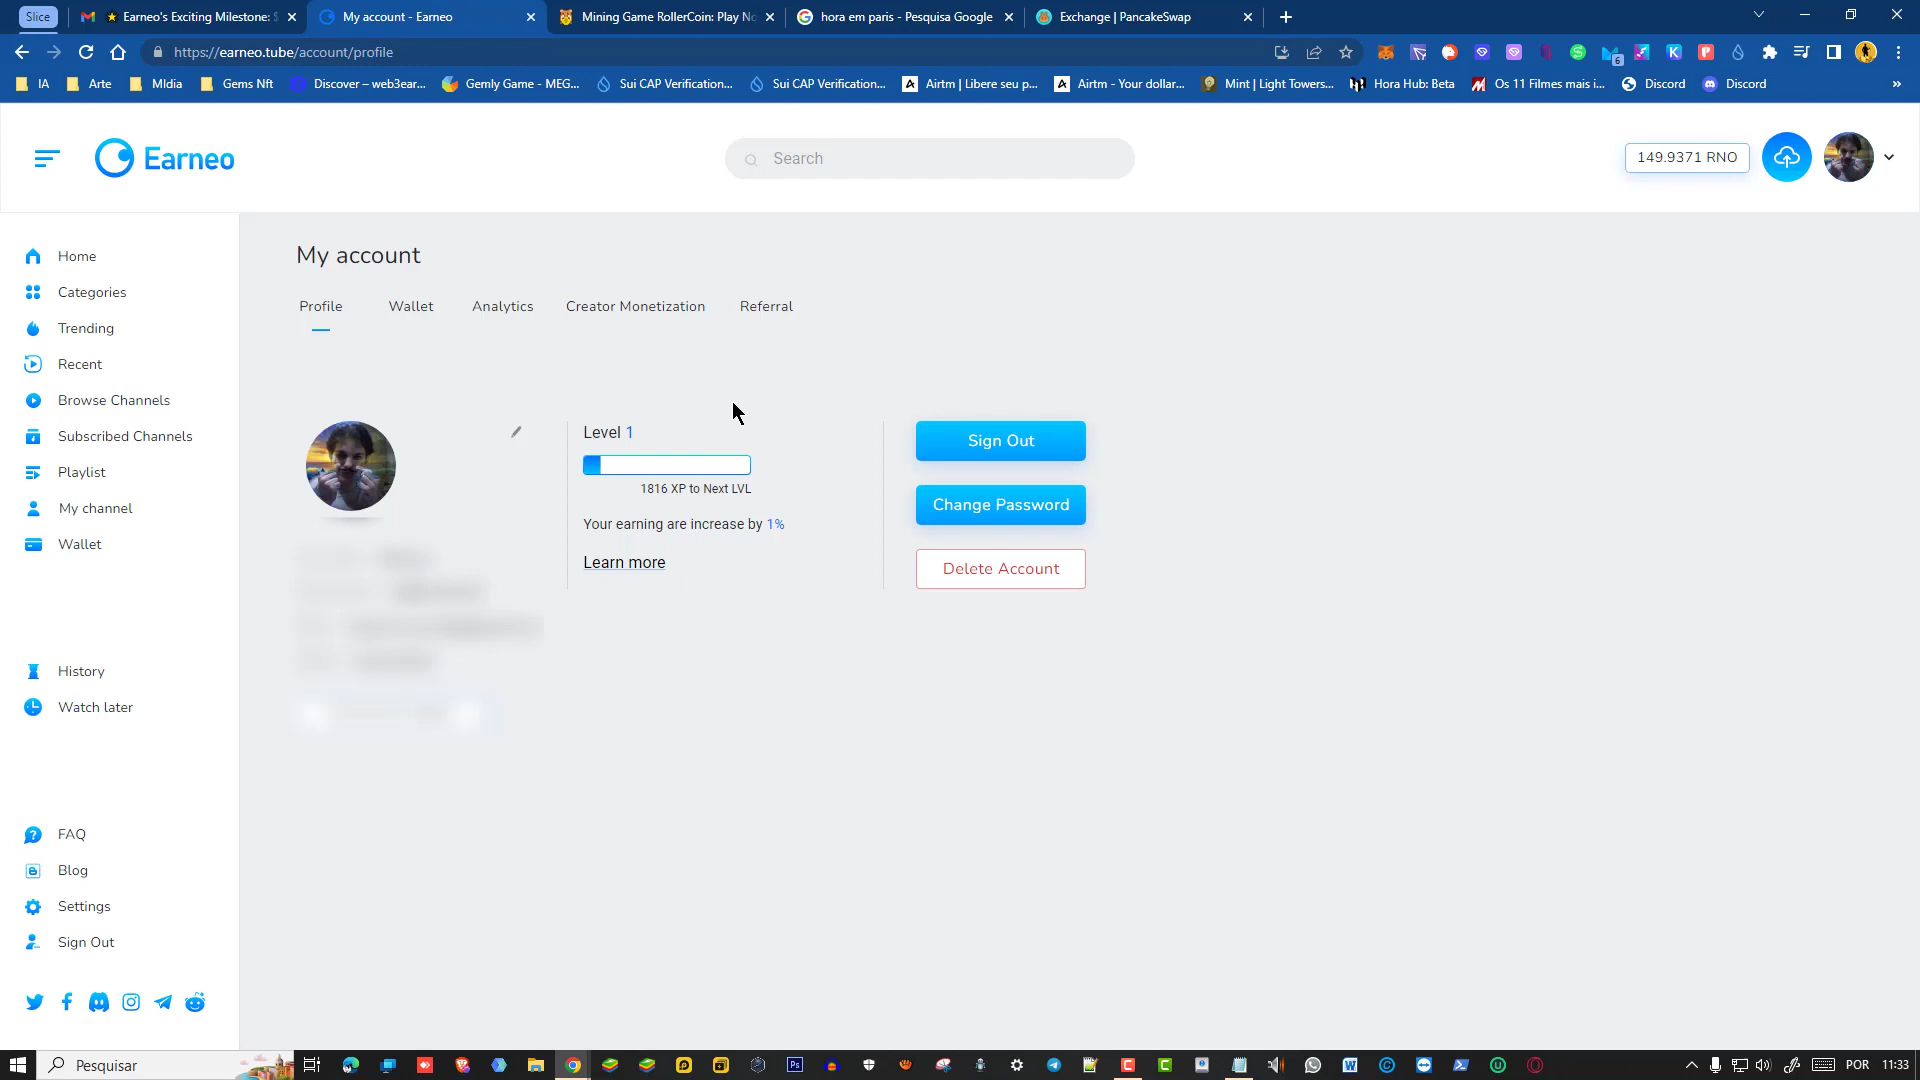 Slice
Earneo's Exciting Milestone:
My account - Earneo
Mining Game RollerCoin: Play No
hora em paris - Pesquisa Google
Exchange | PancakeSwap
https://earneo.tube/account/profile
6
IA
Arte
MIdia
Gems Nft
Discover – web3ear...
Gemly Game - MEG...
Sui CAP Verification...
Sui CAP Verification...
Airtm | Libere seu p...
Airtm - Your dollar...
Mint | Light Towers...
Hora Hub: Beta
Os 11 Filmes mais i...
Discord
Discord
Earneo
Search
149.9371 RNO
Home
Categories
Trending
Recent
Browse Channels
Subscribed Channels
Playlist
My channel
Wallet
History
Watch later
FAQ
Blog
Settings
Sign Out
My account
Profile
Wallet
Analytics
Creator Monetization
Referral
Level 1
1816 XP to Next LVL
Your earning are increase by 1%
Learn more
Sign Out
Change Password
Delete Account
Pesquisar
POR
11:33